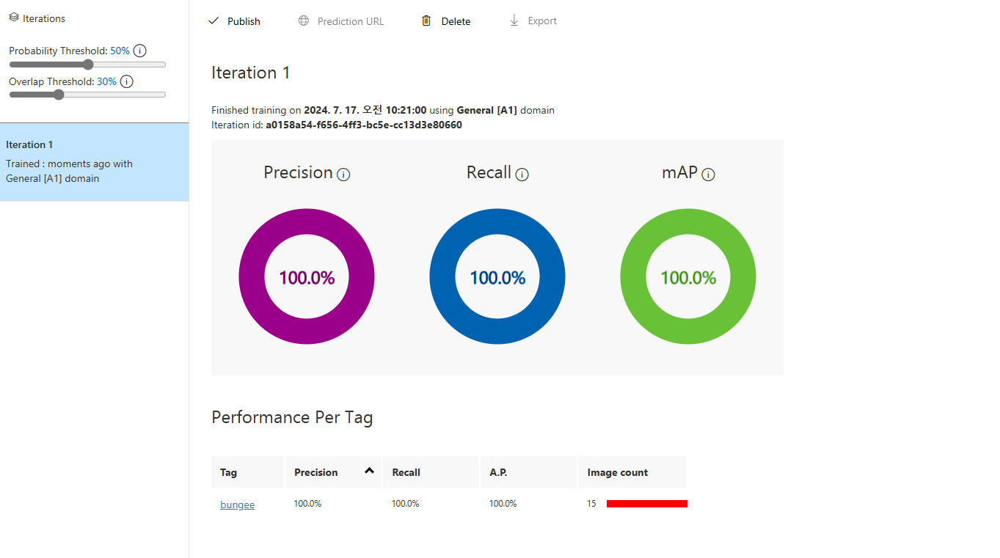 Iterations
Publish
Prediction URL
Delete
Export
Probability Threshold: 50%
Overlap Threshold: 30%
Iteration 1
Trained : moments ago with
General [A1] domain
Iteration 1
Finished training on 2024. 7. 17. 오전 10:21:00 using General [A1] domain
Iteration id: a0158a54-f656-4ff3-bc5e-cc13d3e80660
Precision
Recall
mAP
100.0%
100.0%
100.0%
Performance Per Tag
Tag Precision Recall A.P. Image count
bungee 100.0% 100.0% 100.0% 15